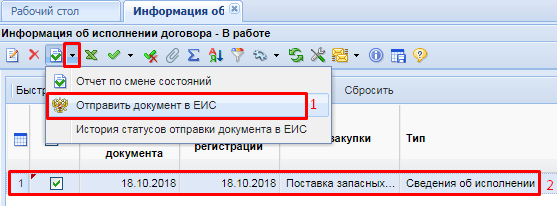 Рабочий стол
Информация об
Информация об исполнении договора - В работе
Быстр
Сбросить
Отчет по смене состояний
Отправить документ в ЕИС 1
История статусов отправки документа в ЕИС
документа
регистрации
закупки
Тип
1 18.10.2018 18.10.2018 Поставка запасных... Сведения об исполнении 2